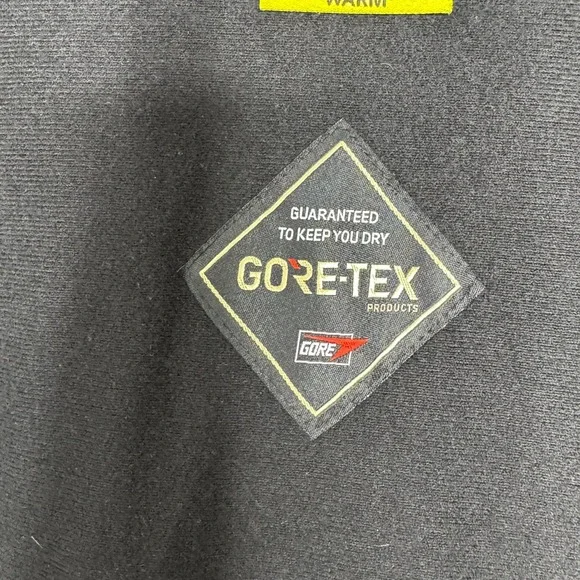 WARM
GUARANTEED
TO KEEP YOU DRY
GORE-TEX
PRODUCTS
GORE